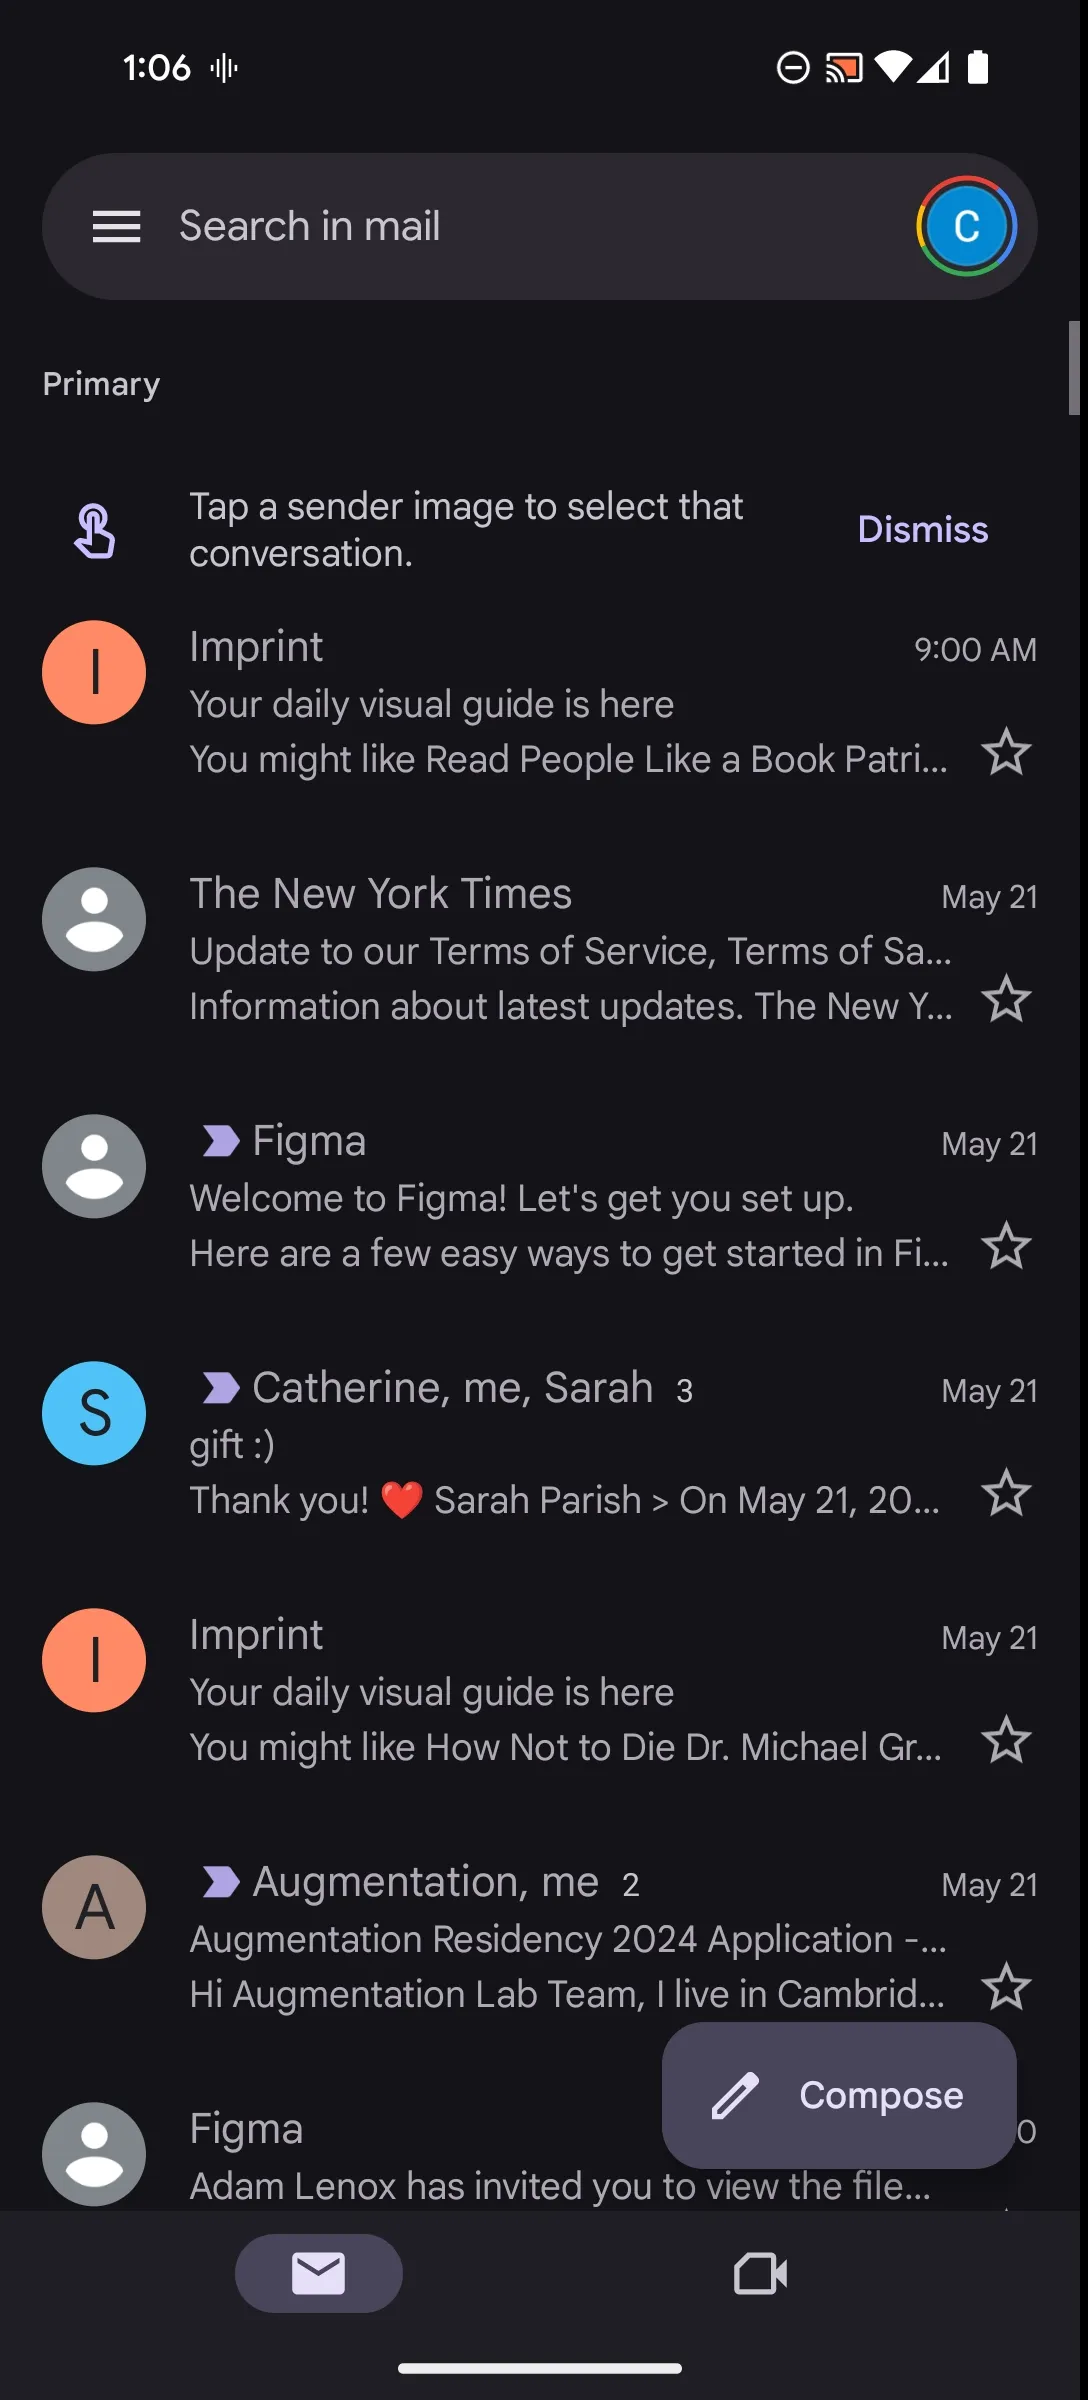 1:06
Search in mail
C
Primary
Tap a sender image to select that
conversation.
Dismiss
I
Imprint
9:00 AM
Your daily visual guide is here
You might like Read People Like a Book Patri...
The New York Times
May 21
Update to our Terms of Service, Terms of Sa...
Information about latest updates. The New Y...
Figma
May 21
Welcome to Figma! Let's get you set up.
Here are a few easy ways to get started in Fi...
S
Catherine, me, Sarah 3
May 21
gift :)
Thank you! ❤️ Sarah Parish > On May 21, 20...
I
Imprint
May 21
Your daily visual guide is here
You might like How Not to Die Dr. Michael Gr...
A
Augmentation, me 2
May 21
Augmentation Residency 2024 Application -...
Hi Augmentation Lab Team, I live in Cambrid...
Compose
Figma
Adam Lenox has invited you to view the file...